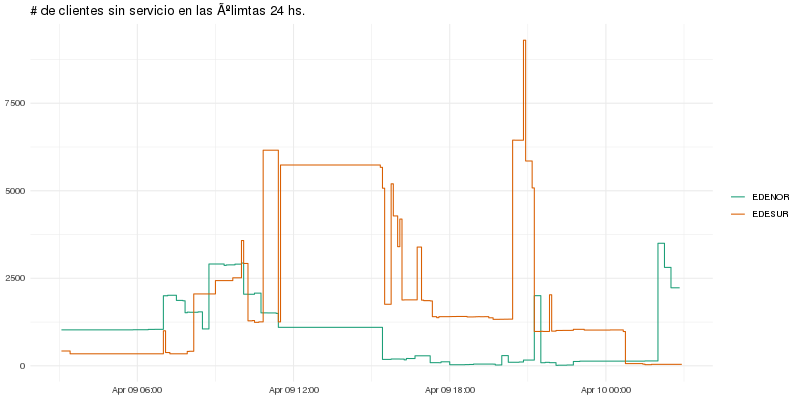 # de clientes sin servicio en las Ãºlimtas 24 hs.
7500
5000
2500
0
Apr 09 06:00
Apr 09 12:00
Apr 09 18:00
Apr 10 00:00
EDENOR
EDESUR